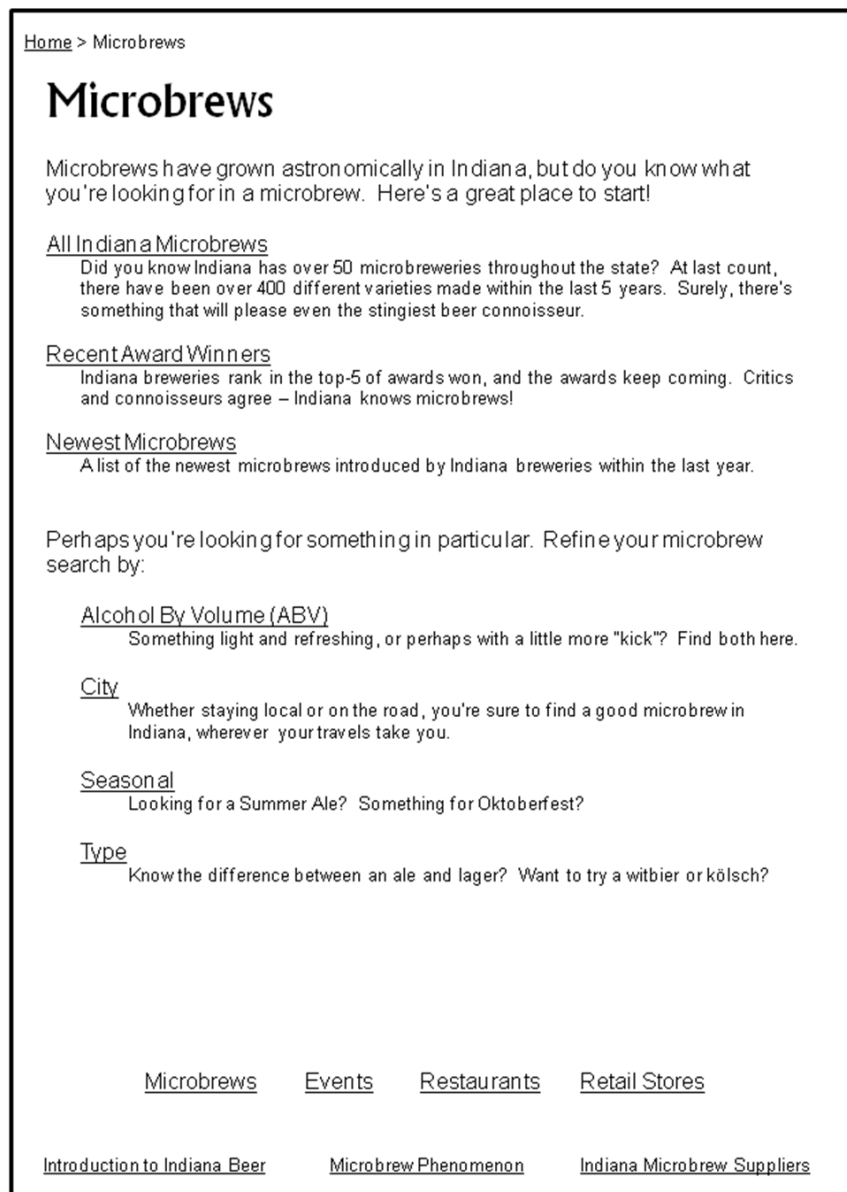 Home > Microbrews
Microbrews
Microbrews have grown astronomically in Indiana, but do you know what
you're looking for in a microbrew.  Here's a great place to start!
All Indiana Microbrews
Did you know Indiana has over 50 microbreweries throughout the state?  At last count,
there have been over 400 different varieties made within the last 5 years.  Surely, there's
something that will please even the stingiest beer connoisseur.
Recent Award Winners
Indiana breweries rank in the top-5 of awards won, and the awards keep coming.  Critics
and connoisseurs agree – Indiana knows microbrews!
Newest Microbrews
A list of the newest microbrews introduced by Indiana breweries within the last year.
Perhaps you're looking for something in particular.  Refine your microbrew
search by:
Alcohol By Volume (ABV)
Something light and refreshing, or perhaps with a little more "kick"?  Find both here.
City
Whether staying local or on the road, you're sure to find a good microbrew in
Indiana, wherever your travels take you.
Seasonal
Looking for a Summer Ale?  Something for Oktoberfest?
Type
Know the difference between an ale and lager?  Want to try a witbier or kölsch?
Microbrews Events Restaurants Retail Stores
Introduction to Indiana Beer Microbrew Phenomenon Indiana Microbrew Suppliers